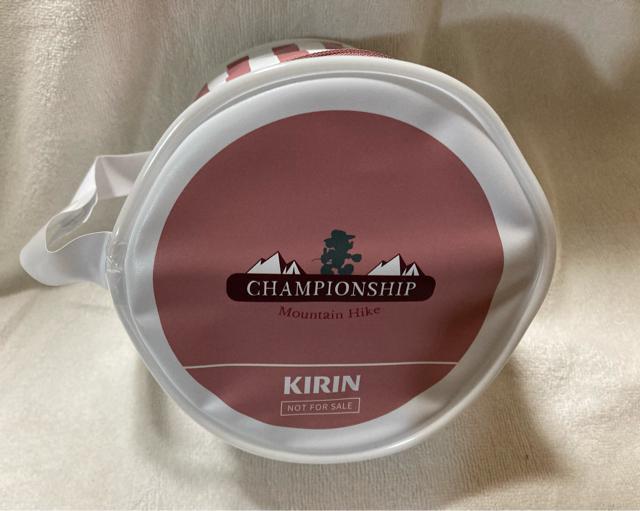 CHAMPIONSHIP
Mountain Hike
KIRIN
NOT FOR SALE